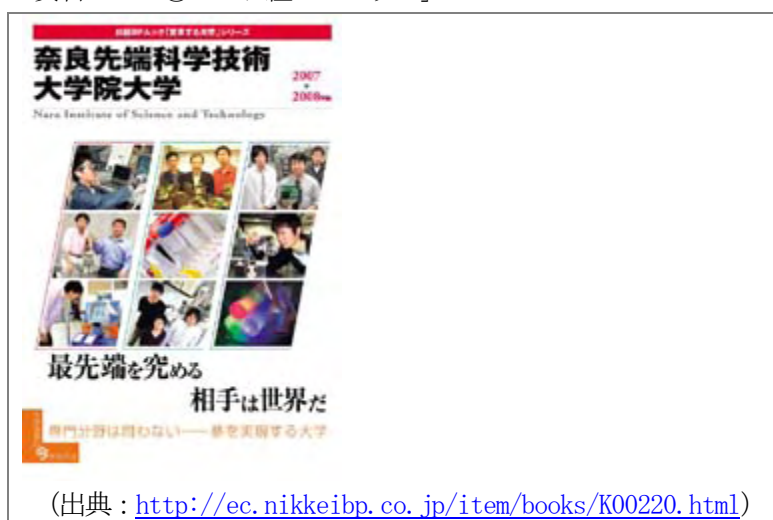 日経BPムック「変革する大学」シリーズ
奈良先端科学技術
大学院大学
2007
2008年版
Nara Institute of Science and Technology
最先端を究める
相手は世界だ
専門分野は問わない──夢を実現する大学
(出典：http://ec.nikkeibp.co.jp/item/books/K00220.html)